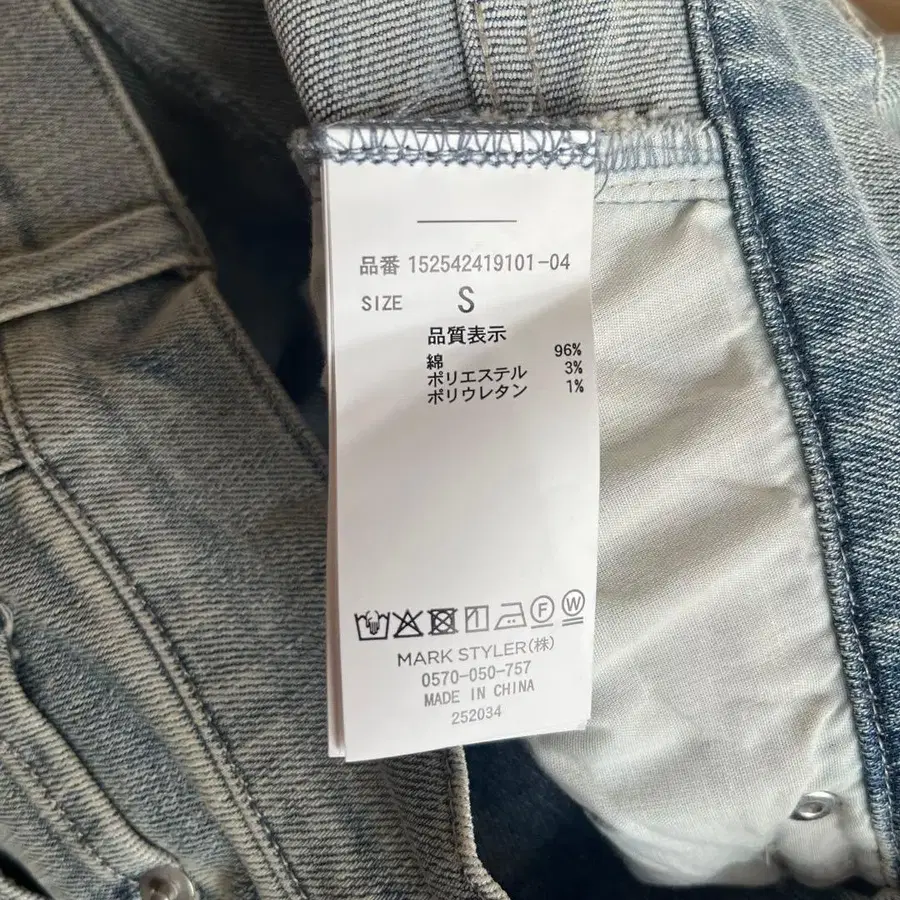 品番 152542419101-04
SIZE S
品質表示
綿 96%
ポリエステル 3%
ポリウレタン 1%
F W
MARK STYLER(株)
0570-050-757
MADE IN CHINA
252034